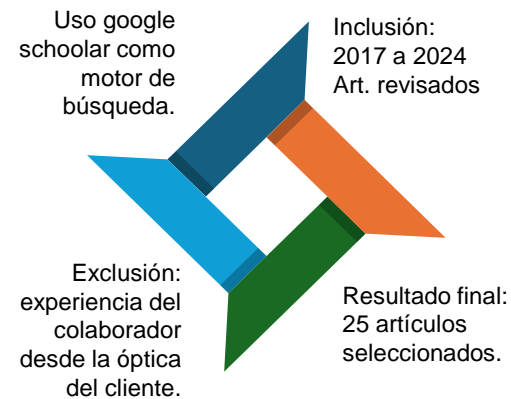 Uso google
schoolar como
motor de
búsqueda.
Inclusión:
2017 a 2024
Art. revisados
Exclusión:
experiencia del
colaborador
desde la óptica
del cliente.
Resultado final:
25 artículos
seleccionados.